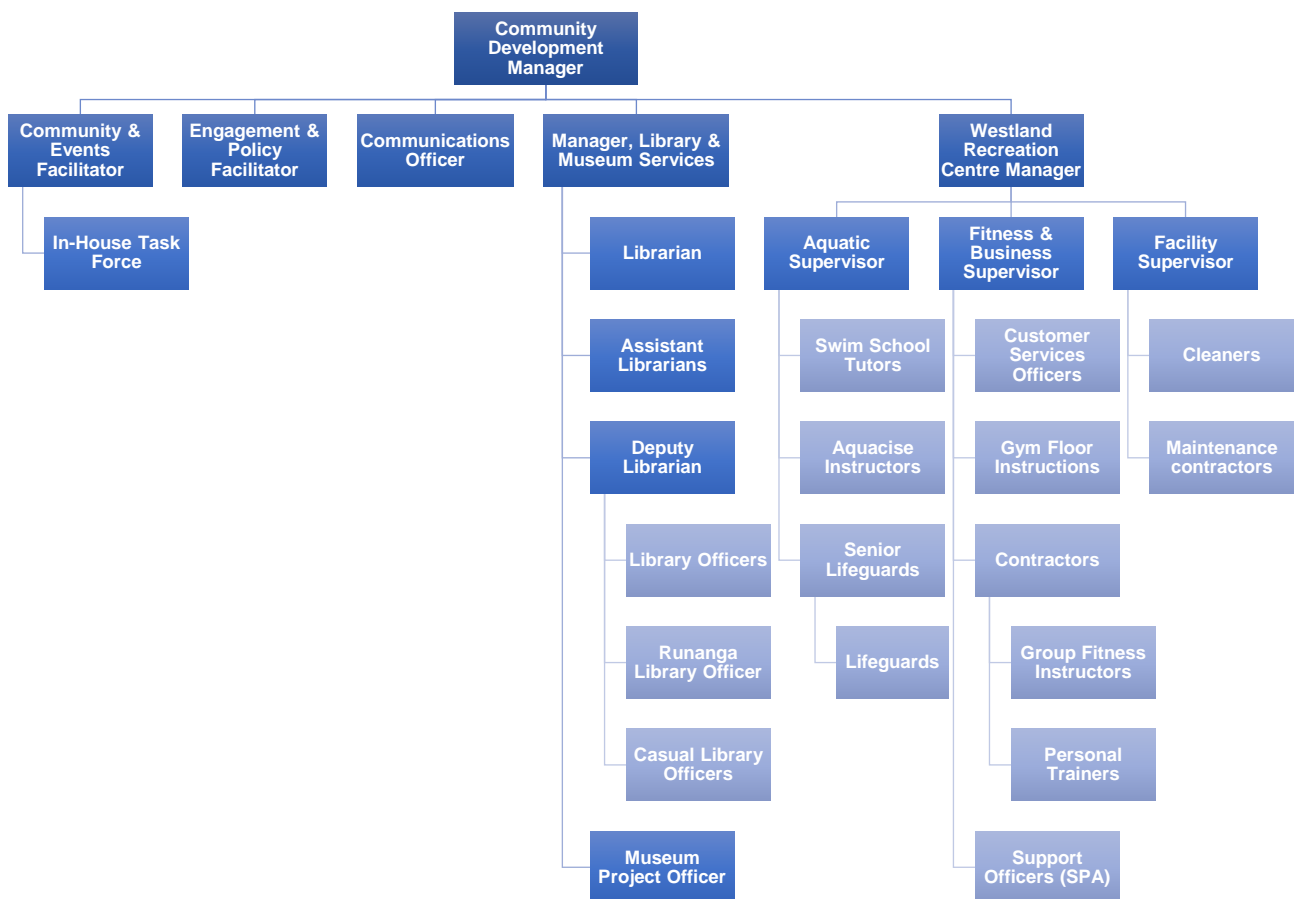 Community
Development
Manager
Community &
Events
Facilitator
Engagement &
Policy
Facilitator
Communications
Officer
Manager, Library &
Museum Services
Westland
Recreation
Centre Manager
In-House Task
Force
Librarian
Assistant
Librarians
Deputy
Librarian
Library Officers
Runanga
Library Officer
Casual Library
Officers
Museum
Project Officer
Aquatic
Supervisor
Swim School
Tutors
Aquacise
Instructors
Senior
Lifeguards
Lifeguards
Fitness &
Business
Supervisor
Customer
Services
Officers
Gym Floor
Instructions
Contractors
Group Fitness
Instructors
Personal
Trainers
Support
Officers (SPA)
Facility
Supervisor
Cleaners
Maintenance
contractors